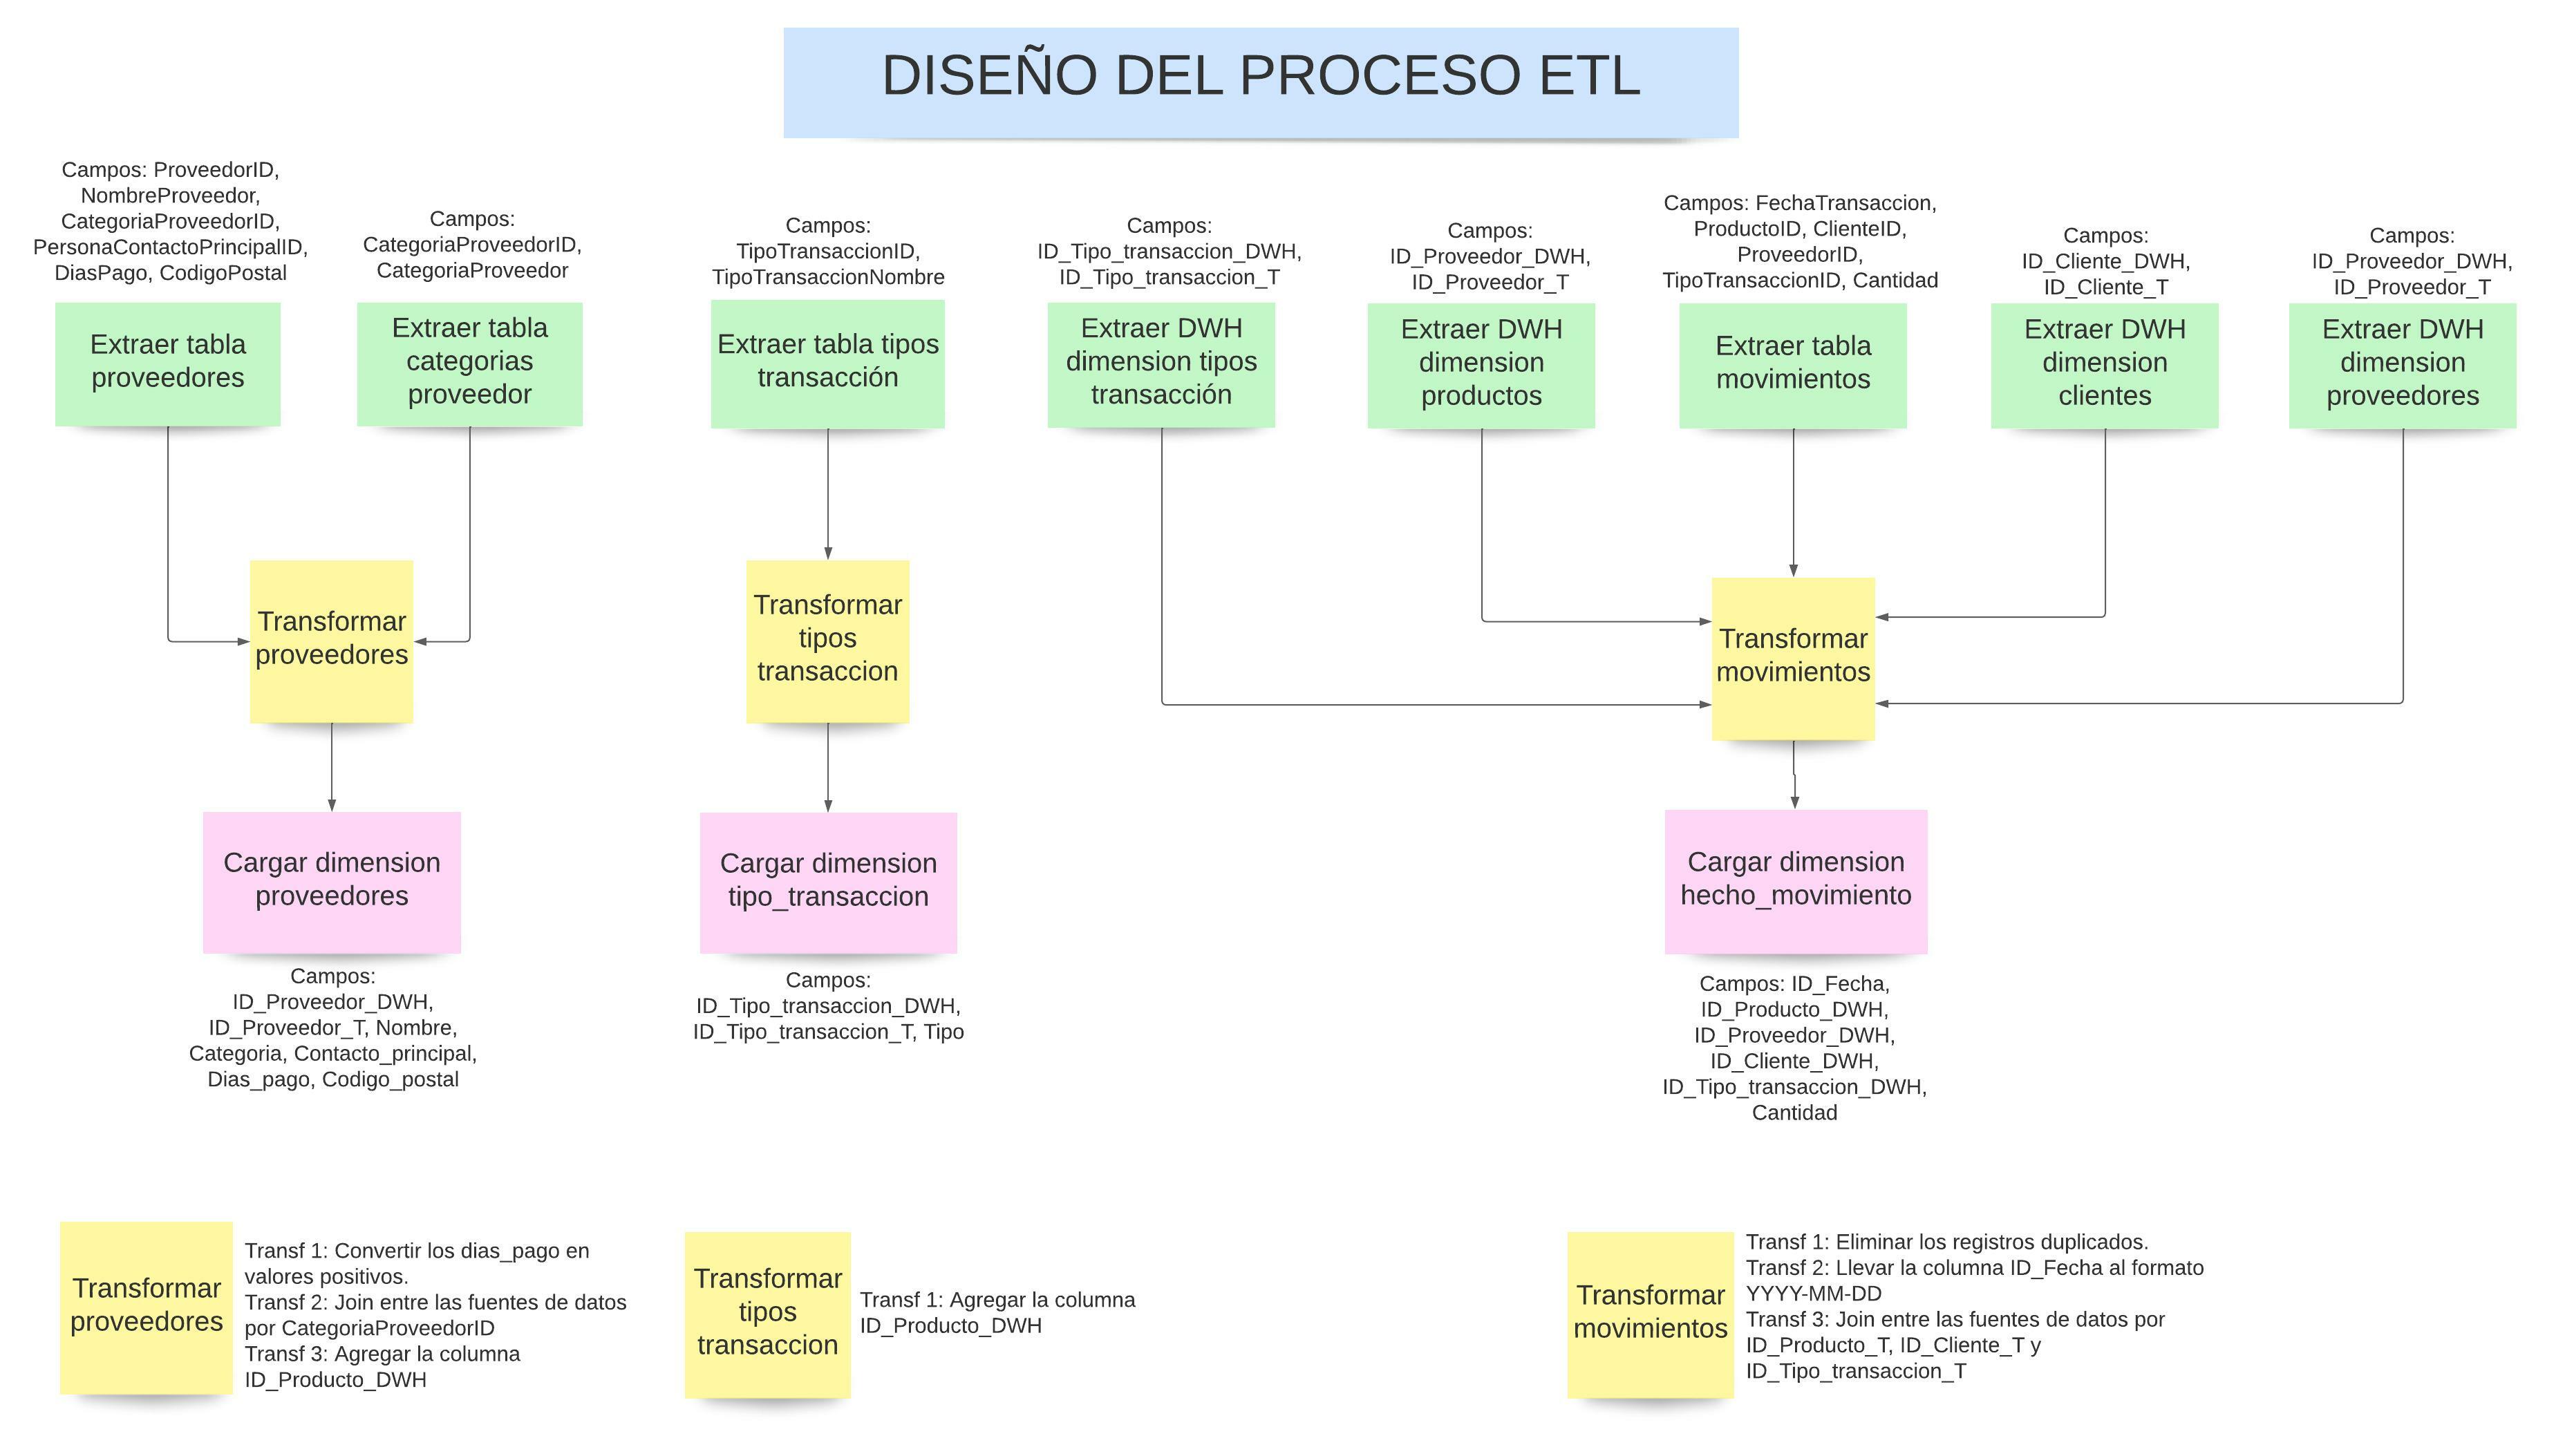 DISEÑO DEL PROCESO ETL
Campos: ProveedorID,
NombreProveedor,
CategoriaProveedorID,
PersonaContactoPrincipalID,
DiasPago, CodigoPostal
Campos:
CategoriaProveedorID,
CategoriaProveedor
Campos:
TipoTransaccionID,
TipoTransaccionNombre
Campos:
ID_Tipo_transaccion_DWH,
ID_Tipo_transaccion_T
Campos:
ID_Proveedor_DWH,
ID_Proveedor_T
Campos: FechaTransaccion,
ProductoID, ClienteID,
ProveedorID,
TipoTransaccionID, Cantidad
Campos:
ID_Cliente_DWH,
ID_Cliente_T
Campos:
ID_Proveedor_DWH,
ID_Proveedor_T
Extraer tabla
proveedores
Extraer tabla
categorias
proveedor
Extraer tabla tipos
transacción
Extraer DWH
dimension tipos
transacción
Extraer DWH
dimension
productos
Extraer tabla
movimientos
Extraer DWH
dimension
clientes
Extraer DWH
dimension
proveedores
Transformar
proveedores
Transformar
tipos
transaccion
Transformar
movimientos
Cargar dimension
proveedores
Cargar dimension
tipo_transaccion
Cargar dimension
hecho_movimiento
Campos:
ID_Proveedor_DWH,
ID_Proveedor_T, Nombre,
Categoria, Contacto_principal,
Dias_pago, Codigo_postal
Campos:
ID_Tipo_transaccion_DWH,
ID_Tipo_transaccion_T, Tipo
Campos: ID_Fecha,
ID_Producto_DWH,
ID_Proveedor_DWH,
ID_Cliente_DWH,
ID_Tipo_transaccion_DWH,
Cantidad
Transformar
proveedores
Transf 1: Convertir los dias_pago en
valores positivos.
Transf 2: Join entre las fuentes de datos
por CategoriaProveedorID
Transf 3: Agregar la columna
ID_Producto_DWH
Transformar
tipos
transaccion
Transf 1: Agregar la columna
ID_Producto_DWH
Transformar
movimientos
Transf 1: Eliminar los registros duplicados.
Transf 2: Llevar la columna ID_Fecha al formato
YYYY-MM-DD
Transf 3: Join entre las fuentes de datos por
ID_Producto_T, ID_Cliente_T y
ID_Tipo_transaccion_T